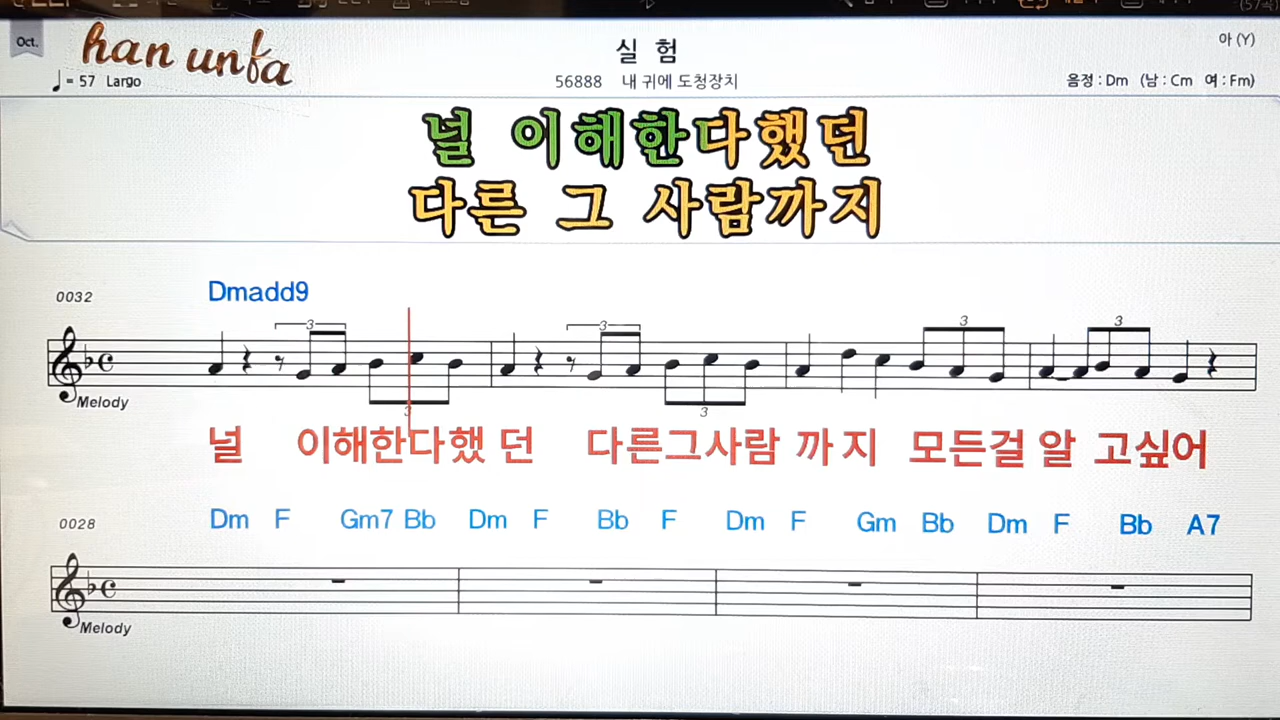 Oct.
han unfa
실 험
아 (Y)
♩ = 57 Largo
56888 내 귀에 도청장치
음정 : Dm (남 : Cm 여 : Fm)
널 이해한다했던
다른 그 사람까지
0032
Dmadd9
3 3 3 3
3 3
Melody
널 이해한다했 던 다른그사람 까지 모든걸 알 고싶어
0028
Dm F Gm7 Bb Dm F Bb F Dm F Gm Bb Dm F Bb A7
Melody